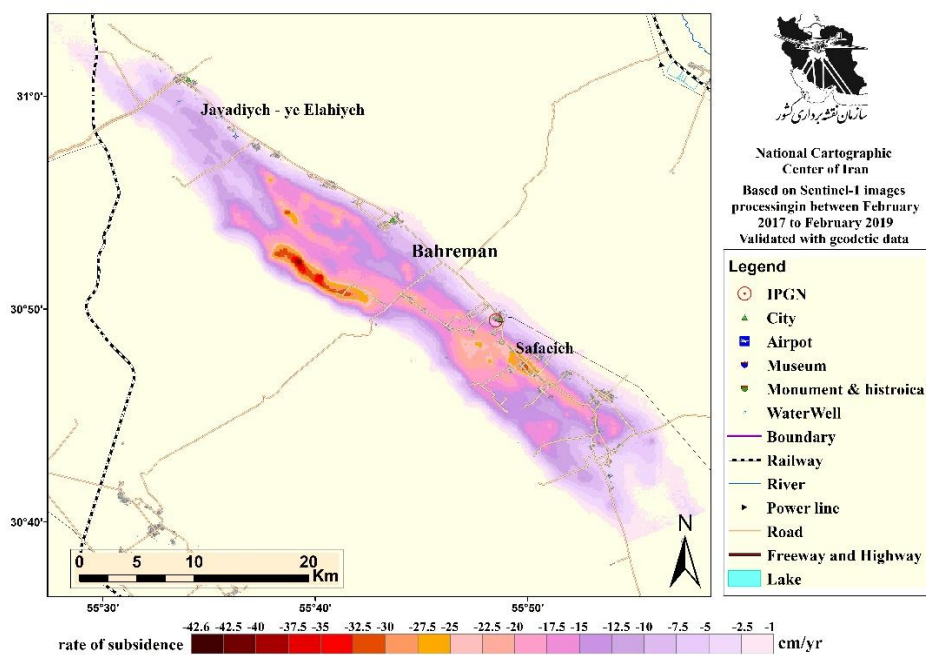 31°0'
30°50'
30°40'
55°30'
55°40'
55°50'
Javadiyeh - ye Elahiyeh
Bahreman
Safaeieh
N
0 5 10 20
Km
سازمان نقشه برداری کشور
National Cartographic
Center of Iran
Based on Sentinel-1 images
processingin between February
2017 to February 2019
Validated with geodetic data
Legend
IPGN
City
Airpot
Museum
Monument & histroica
WaterWell
Boundary
Railway
River
Power line
Road
Freeway and Highway
Lake
-42.6 -42.5 -40 -37.5 -35 -32.5 -30 -27.5 -25 -22.5 -20 -17.5 -15 -12.5 -10 -7.5 -5 -2.5 -1
rate of subsidence cm/yr